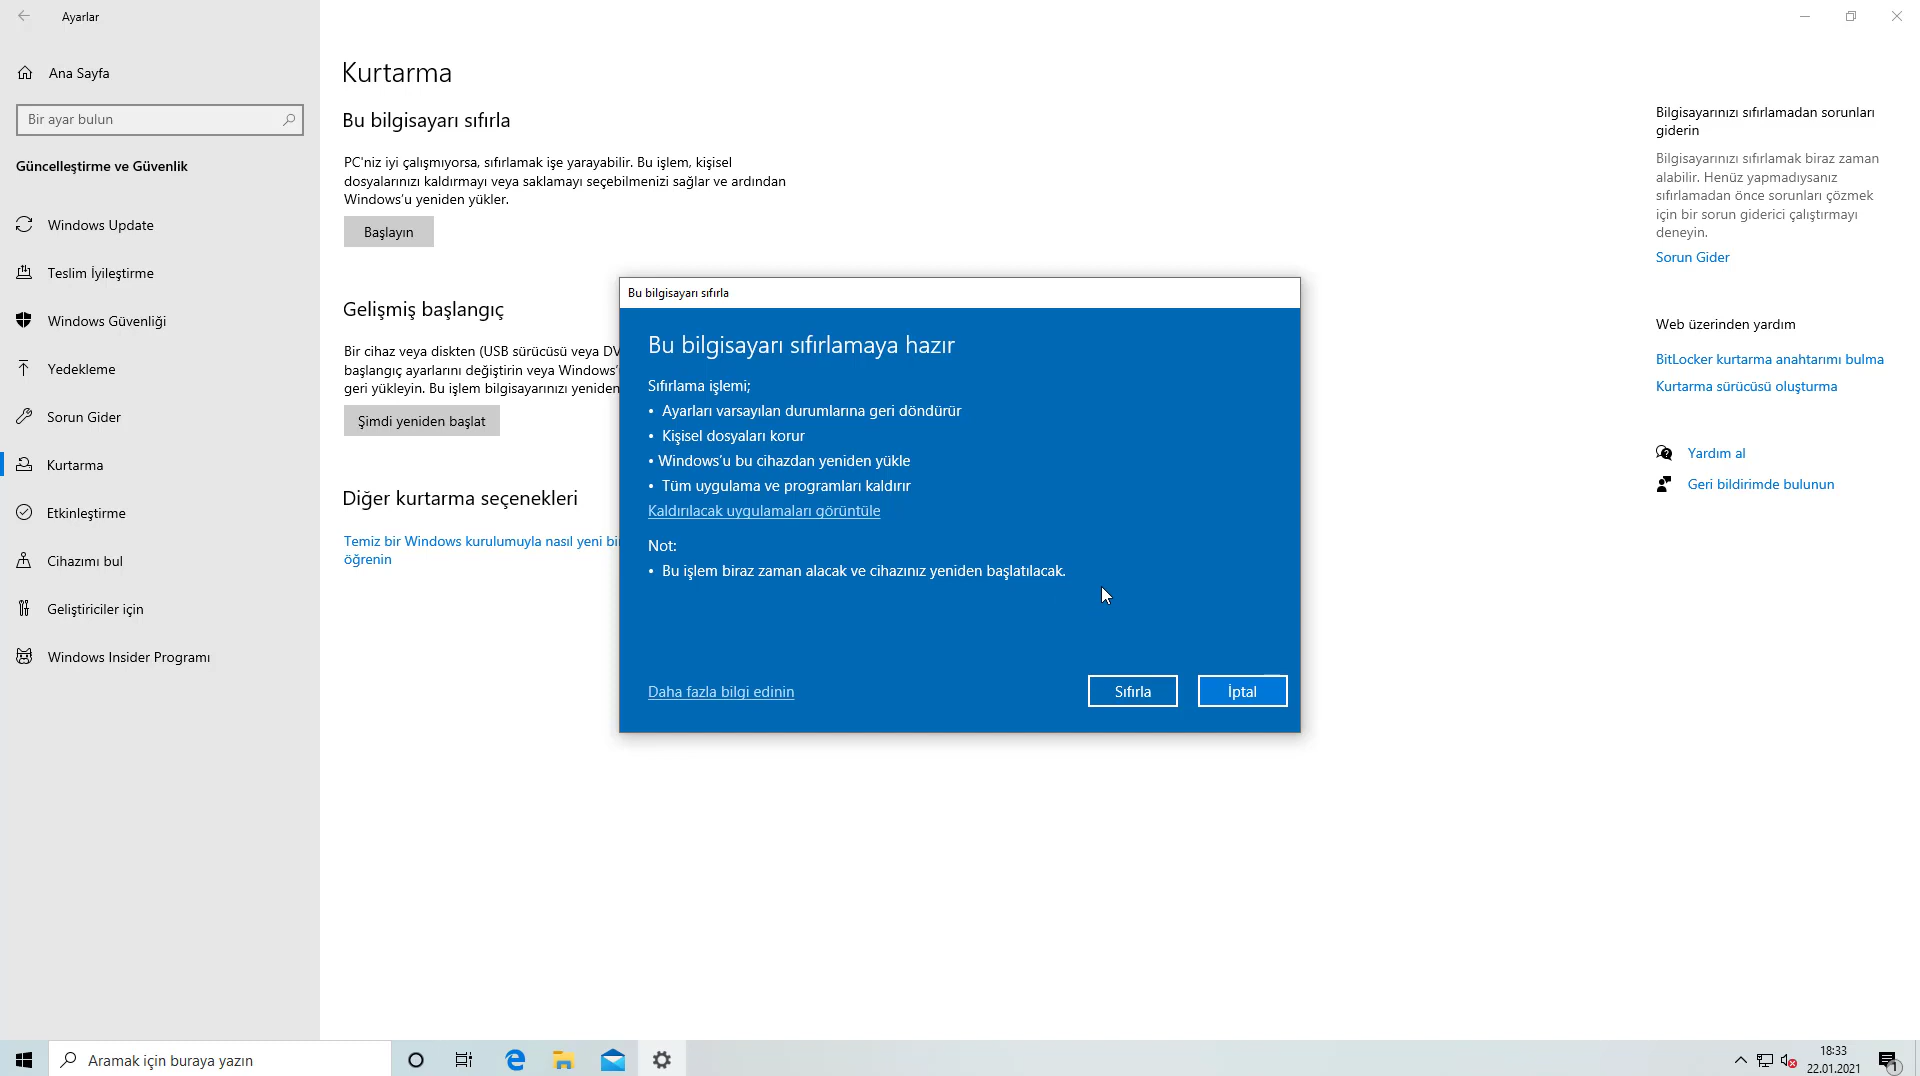 Ayarlar
Ana Sayfa
Bir ayar bulun
Güncelleştirme ve Güvenlik
Windows Update
Teslim İyileştirme
Windows Güvenliği
Yedekleme
Sorun Gider
Kurtarma
Etkinleştirme
Cihazımı bul
Geliştiriciler için
Windows Insider Programı
Kurtarma
Bu bilgisayarı sıfırla
PC'niz iyi çalışmıyorsa, sıfırlamak işe yarayabilir. Bu işlem, kişisel
dosyalarınızı kaldırmayı veya saklamayı seçebilmenizi sağlar ve ardından
Windows'u yeniden yükler.
Başlayın
Gelişmiş başlangıç
Bir cihaz veya diskten (USB sürücüsü veya DV
başlangıç ayarlarını değiştirin veya Windows'
geri yükleyin. Bu işlem bilgisayarınızı yeniden
Şimdi yeniden başlat
Diğer kurtarma seçenekleri
Temiz bir Windows kurulumuyla nasıl yeni bi
öğrenin
Bu bilgisayarı sıfırla
Bu bilgisayarı sıfırlamaya hazır
Sıfırlama işlemi;
• Ayarları varsayılan durumlarına geri döndürür
• Kişisel dosyaları korur
• Windows'u bu cihazdan yeniden yükle
• Tüm uygulama ve programları kaldırır
Kaldırılacak uygulamaları görüntüle
Not:
• Bu işlem biraz zaman alacak ve cihazınız yeniden başlatılacak.
Daha fazla bilgi edinin
Sıfırla
İptal
Bilgisayarınızı sıfırlamadan sorunları
giderin
Bilgisayarınızı sıfırlamak biraz zaman
alabilir. Henüz yapmadıysanız
sıfırlamadan önce sorunları çözmek
için bir sorun giderici çalıştırmayı
deneyin.
Sorun Gider
Web üzerinden yardım
BitLocker kurtarma anahtarımı bulma
Kurtarma sürücüsü oluşturma
Yardım al
Geri bildirimde bulunun
Aramak için buraya yazın
18:33
22.01.2021
1